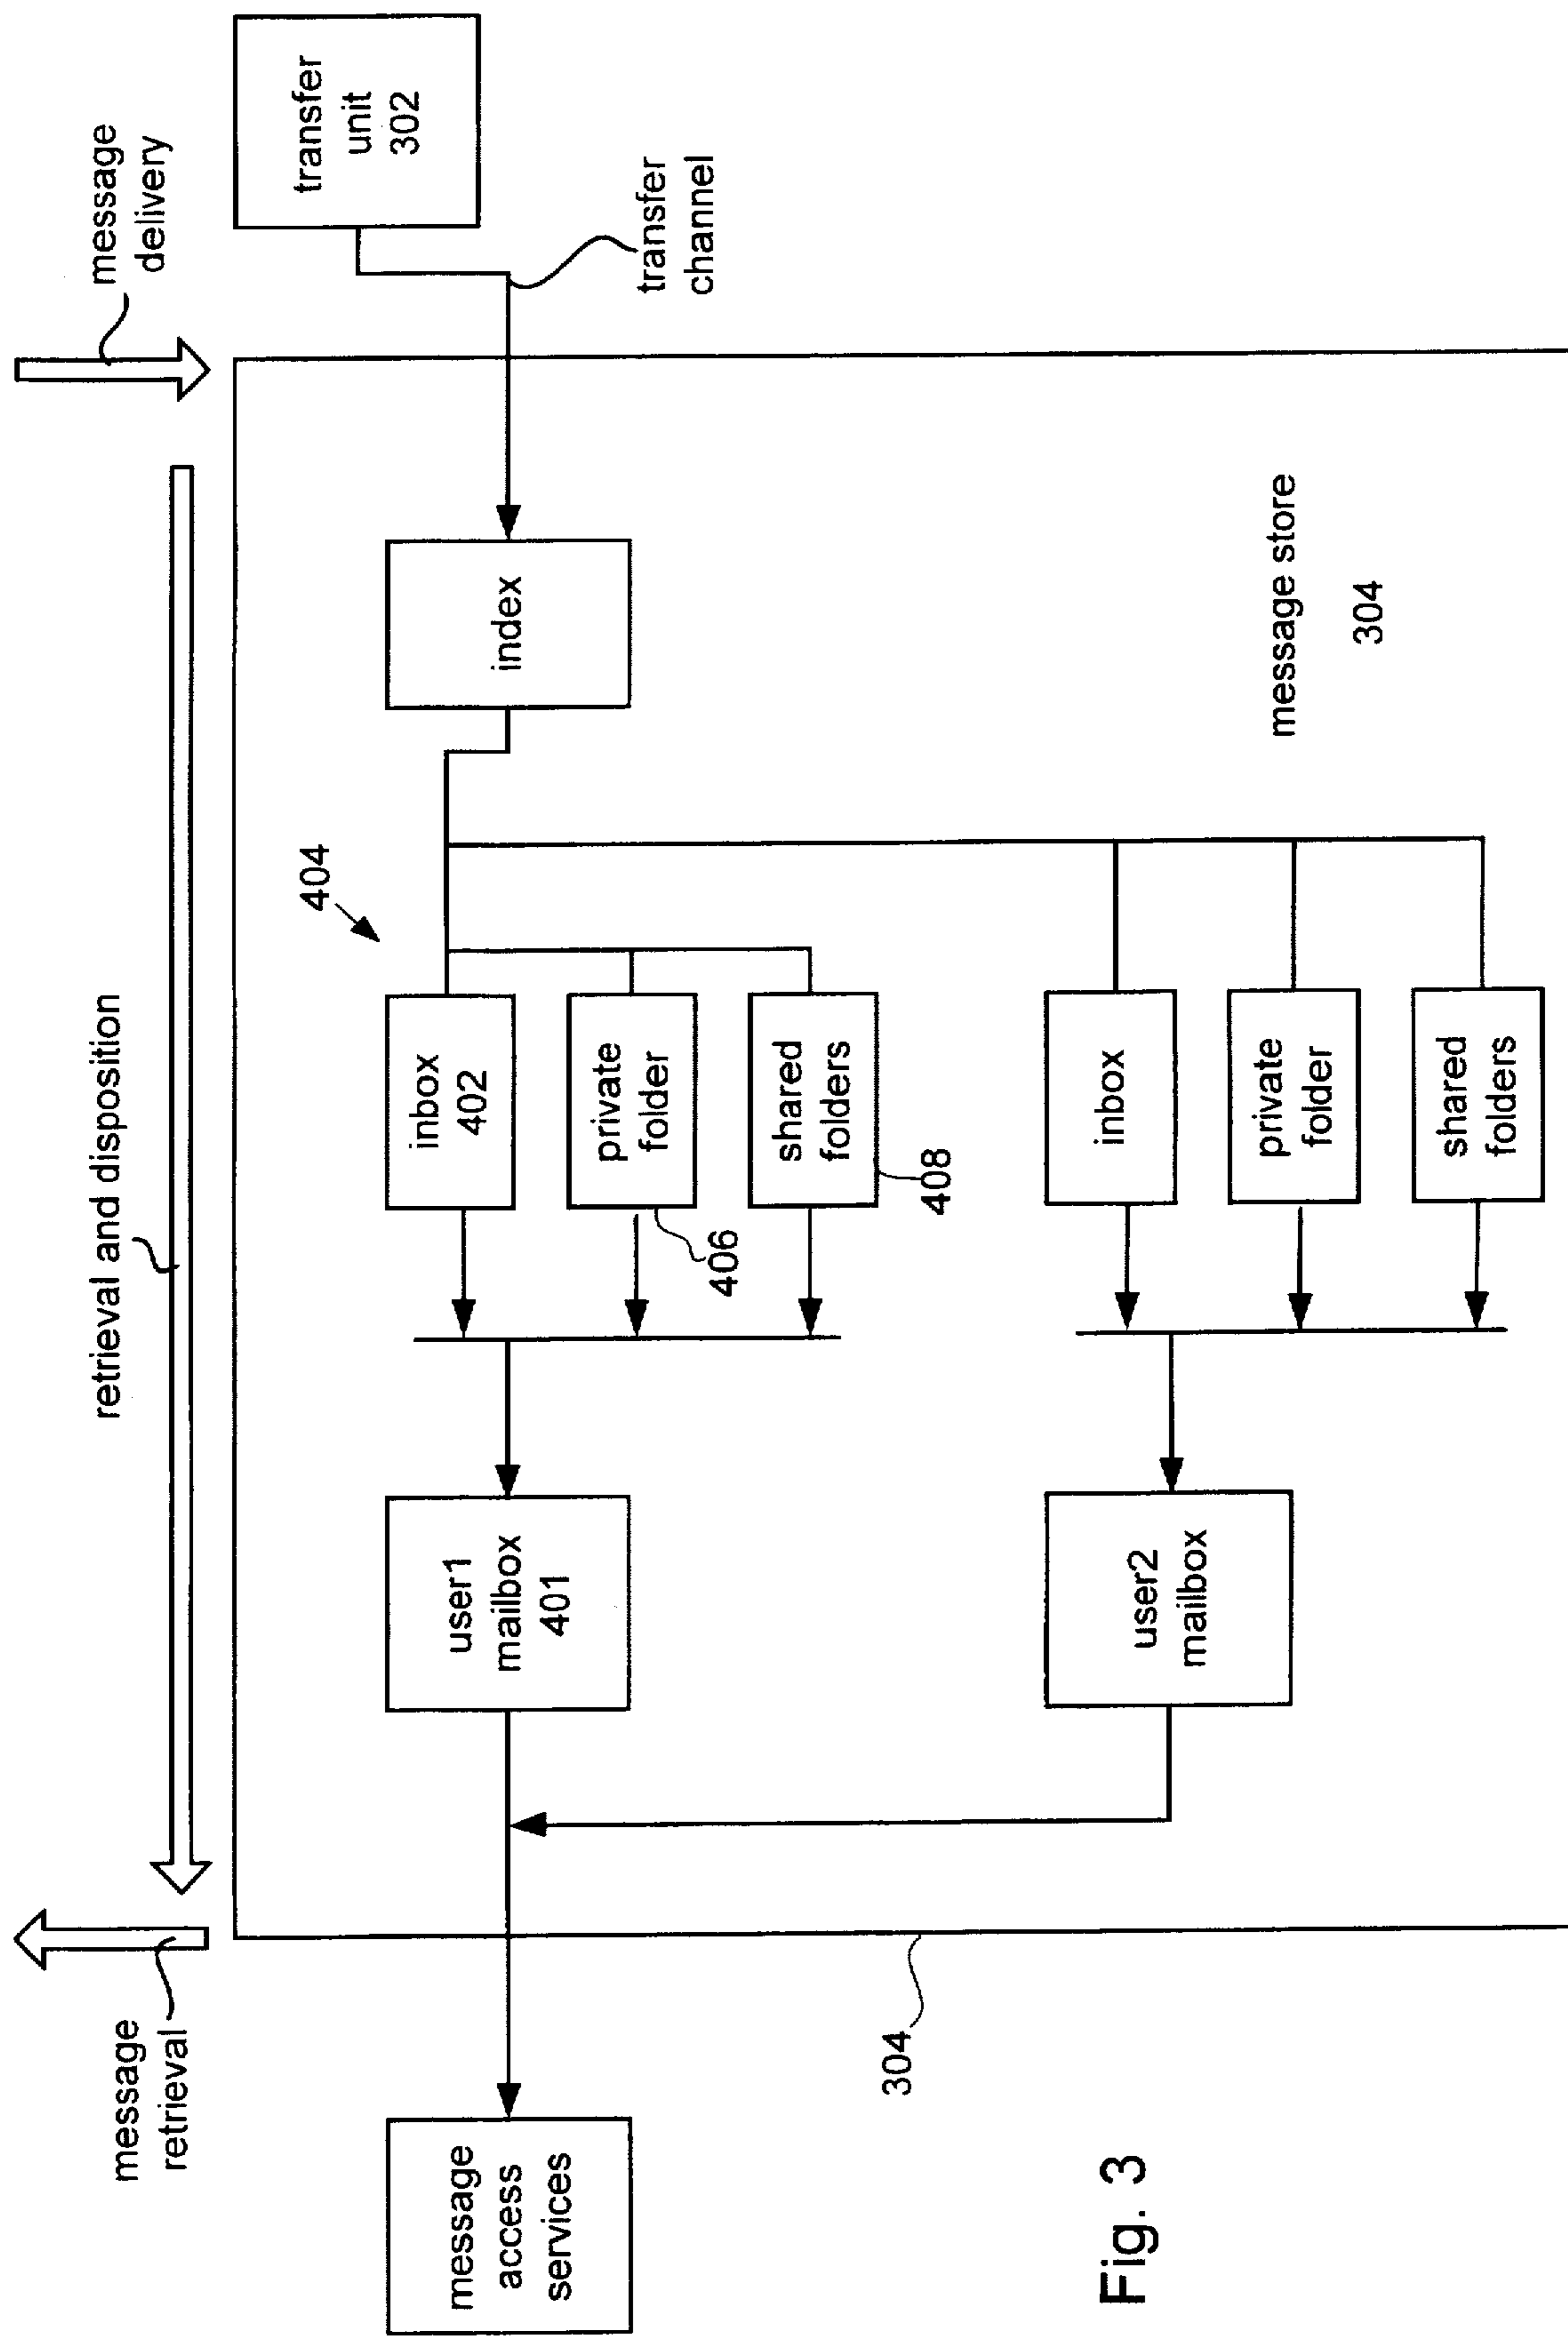 message
retrieval
retrieval and disposition
message
delivery
message
access
services
user1
mailbox
401
404
inbox
402
private
folder
406
shared
folders
408
index
transfer
unit
302
transfer
channel
304
user2
mailbox
inbox
private
folder
shared
folders
message store
304
Fig. 3